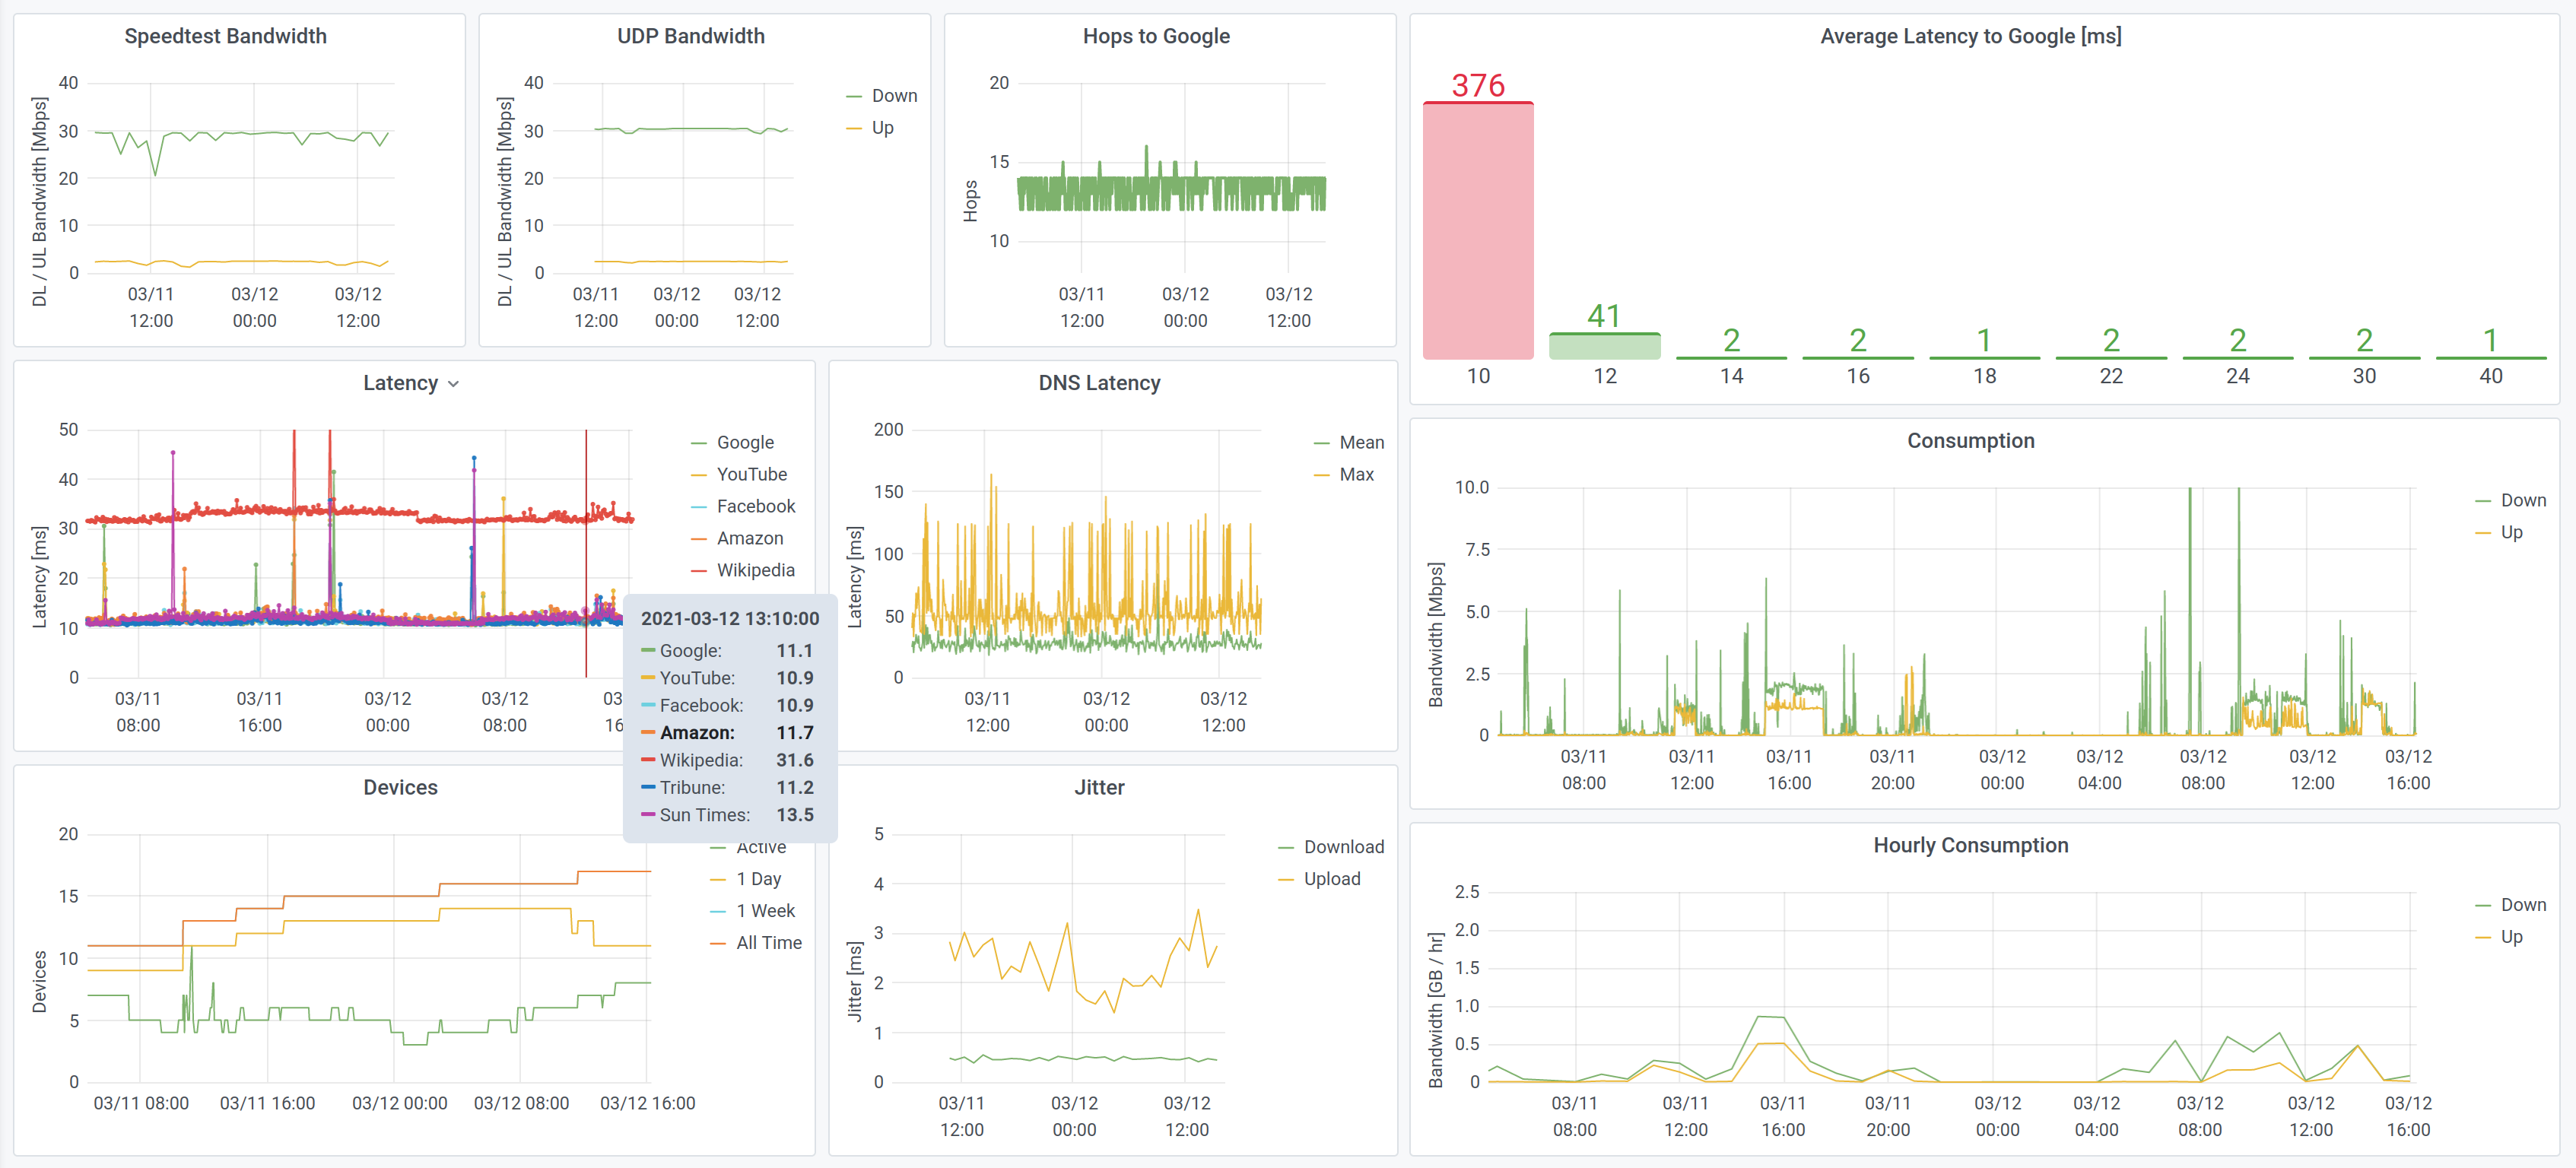 Speedtest Bandwidth
DL / UL Bandwidth [Mbps]
40
30
20
10
0
03/11 12:00
03/12 00:00
03/12 12:00
UDP Bandwidth
DL / UL Bandwidth [Mbps]
40
30
20
10
0
03/11 12:00
03/12 00:00
03/12 12:00
Down
Up
Hops to Google
Hops
20
15
10
03/11 12:00
03/12 00:00
03/12 12:00
Average Latency to Google [ms]
376
41
2
2
1
2
2
2
1
10
12
14
16
18
22
24
30
40
Latency
Latency [ms]
50
40
30
20
10
0
03/11 08:00
03/11 16:00
03/12 00:00
03/12 08:00
03
16
Google
YouTube
Facebook
Amazon
Wikipedia
2021-03-12 13:10:00
Google: 11.1
YouTube: 10.9
Facebook: 10.9
Amazon: 11.7
Wikipedia: 31.6
Tribune: 11.2
Sun Times: 13.5
DNS Latency
Latency [ms]
200
150
100
50
0
03/11 12:00
03/12 00:00
03/12 12:00
Mean
Max
Consumption
Bandwidth [Mbps]
10.0
7.5
5.0
2.5
0
03/11 08:00
03/11 12:00
03/11 16:00
03/11 20:00
03/12 00:00
03/12 04:00
03/12 08:00
03/12 12:00
03/12 16:00
Down
Up
Devices
Devices
20
15
10
5
0
03/11 08:00
03/11 16:00
03/12 00:00
03/12 08:00
03/12 16:00
Active
1 Day
1 Week
All Time
Jitter
Jitter [ms]
5
4
3
2
1
0
03/11 12:00
03/12 00:00
03/12 12:00
Download
Upload
Hourly Consumption
Bandwidth [GB / hr]
2.5
2.0
1.5
1.0
0.5
0
03/11 08:00
03/11 12:00
03/11 16:00
03/11 20:00
03/12 00:00
03/12 04:00
03/12 08:00
03/12 12:00
03/12 16:00
Down
Up